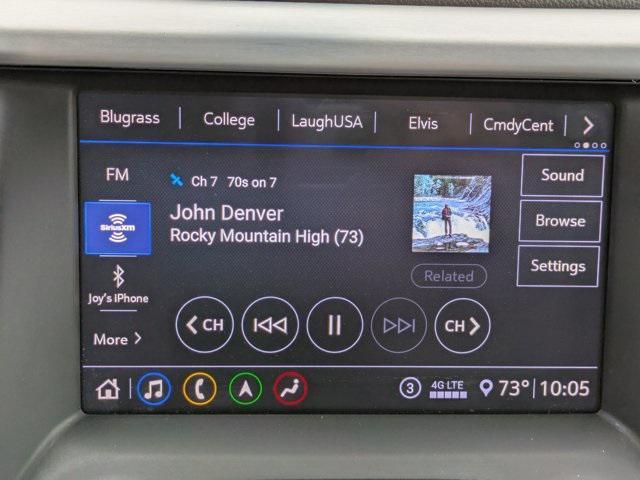 Blugrass College LaughUSA Elvis CmdyCent
FM
Ch 7 70s on 7
Sound
SiriusXM
John Denver
Rocky Mountain High (73)
Browse
Related
Settings
Joy's iPhone
CH
CH
More
3 4G LTE 73° 10:05